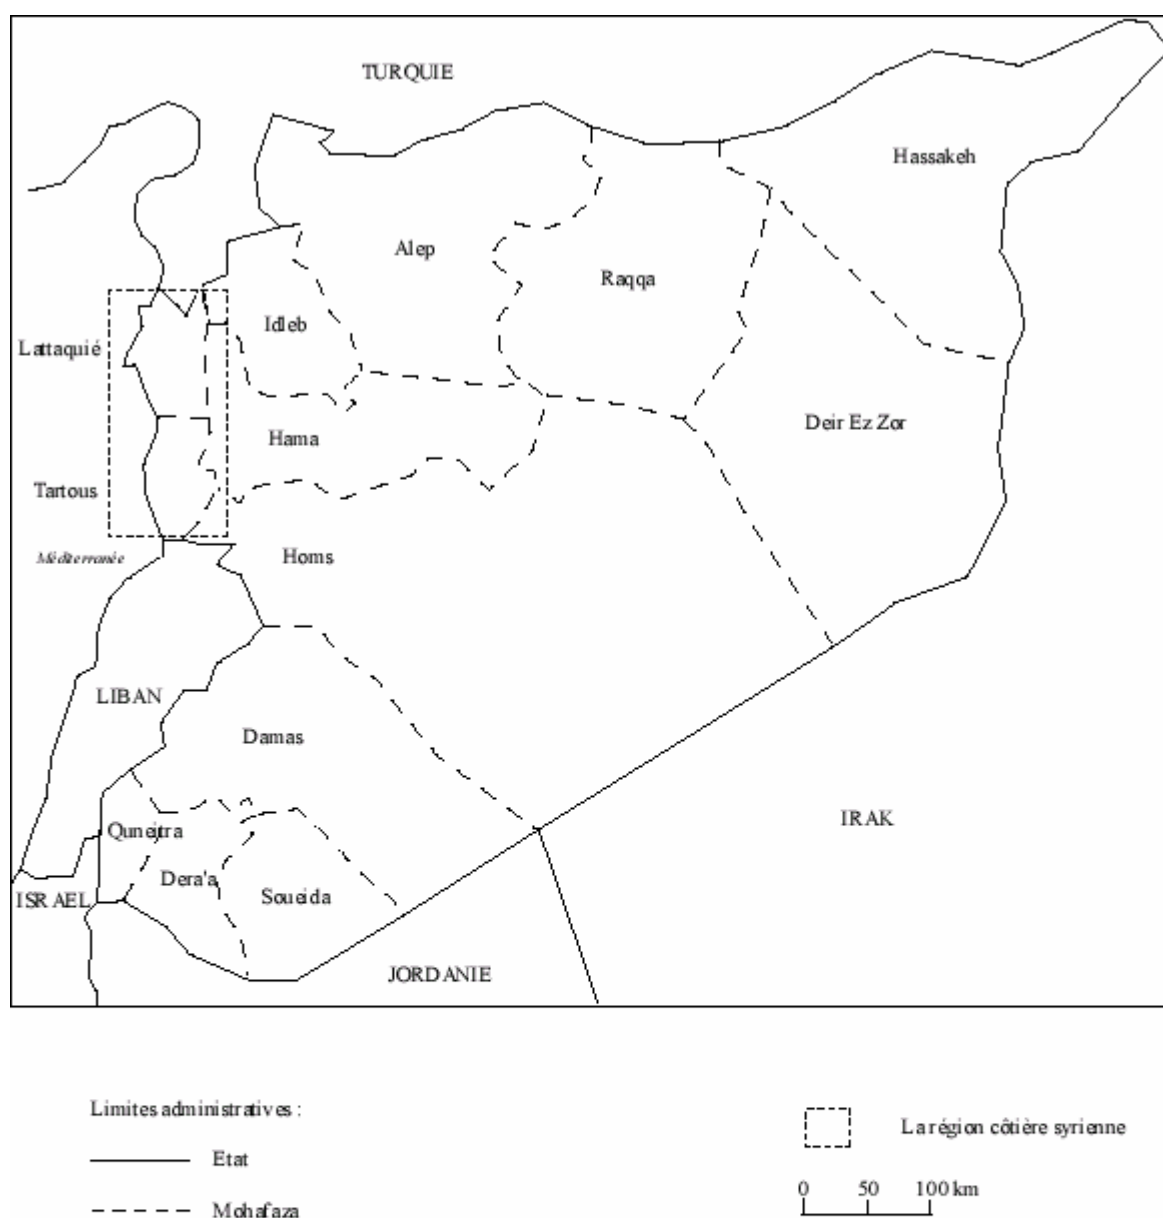 TURQUIE
Hassakeh
Alep
Raqqa
Idleb
Lattaquié
Deir Ez Zor
Hama
Tartous
Méditerranée
Homs
LIBAN
Damas
IRAK
Quneitra
Dera'a
Soueida
ISRAEL
JORDANIE
Limites administratives :
La région côtière syrienne
Etat
0 50 100 km
Mohafaza